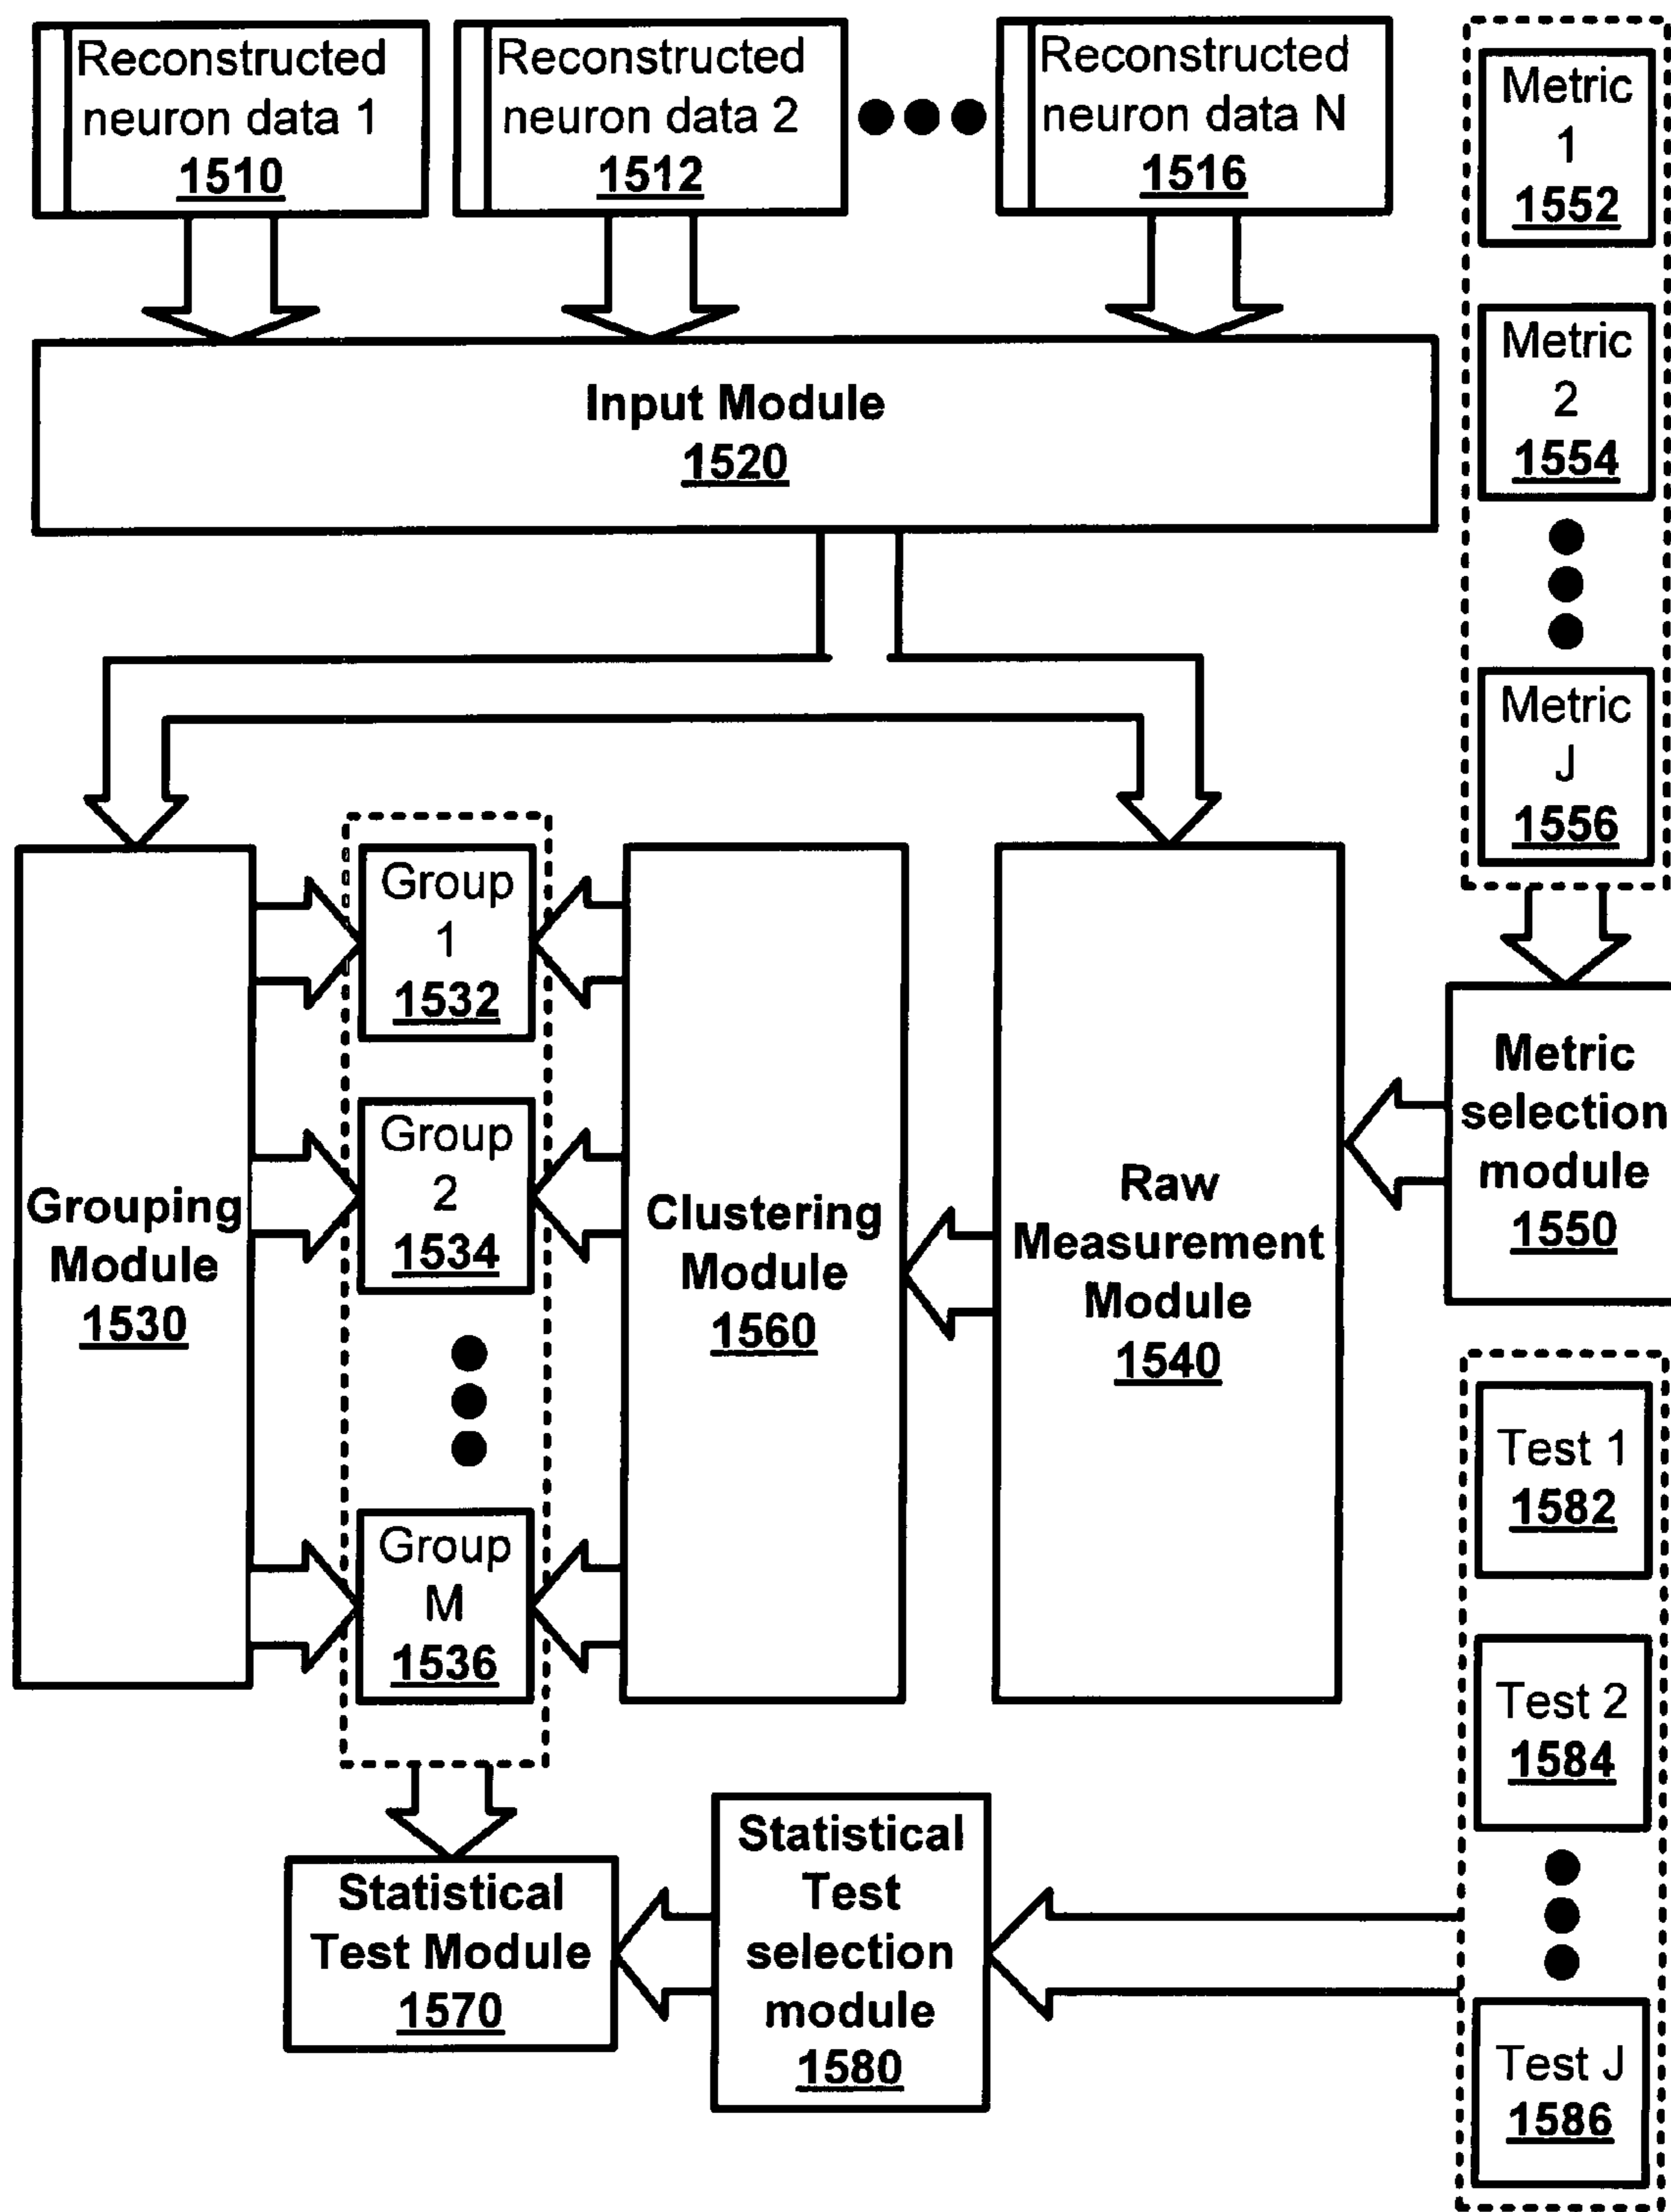 Reconstructed
neuron data 1
1510
Reconstructed
neuron data 2
1512
Reconstructed
neuron data N
1516
Metric
1
1552
Metric
2
1554
Metric
J
1556
Input Module
1520
Grouping
Module
1530
Group
1
1532
Group
2
1534
Group
M
1536
Clustering
Module
1560
Raw
Measurement
Module
1540
Metric
selection
module
1550
Test 1
1582
Test 2
1584
Test J
1586
Statistical
Test Module
1570
Statistical
Test
selection
module
1580